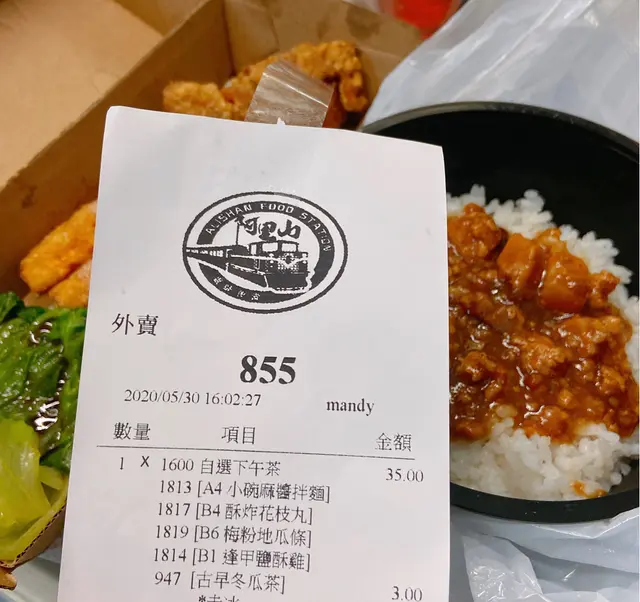 ALISHAN FOOD STATION
阿里山
外賣
855
2020/05/30 16:02:27 mandy
數量 項目 金額
1 X 1600 自選下午茶 35.00
1813 [A4 小碗麻醬拌麵]
1817 [B4 酥炸花枝丸]
1819 [B6 梅粉地瓜條]
1814 [B1 逢甲鹽酥雞]
947 [古早冬瓜茶] 3.00